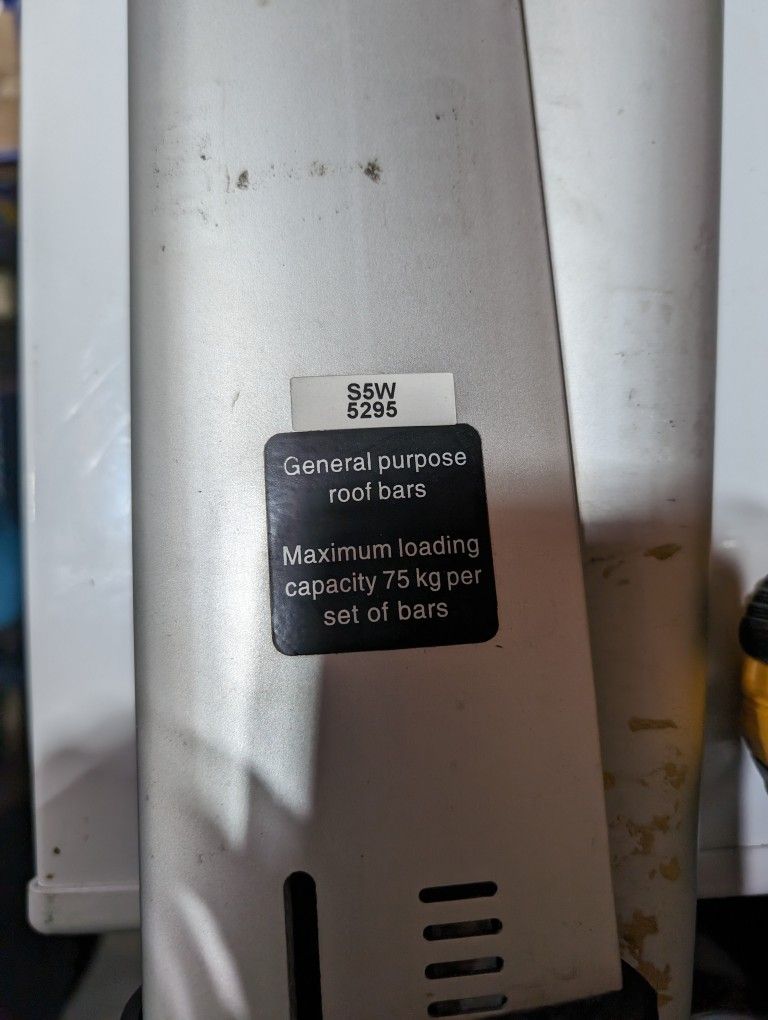 S5W
5295
General purpose
roof bars
Maximum loading
capacity 75 kg per
set of bars